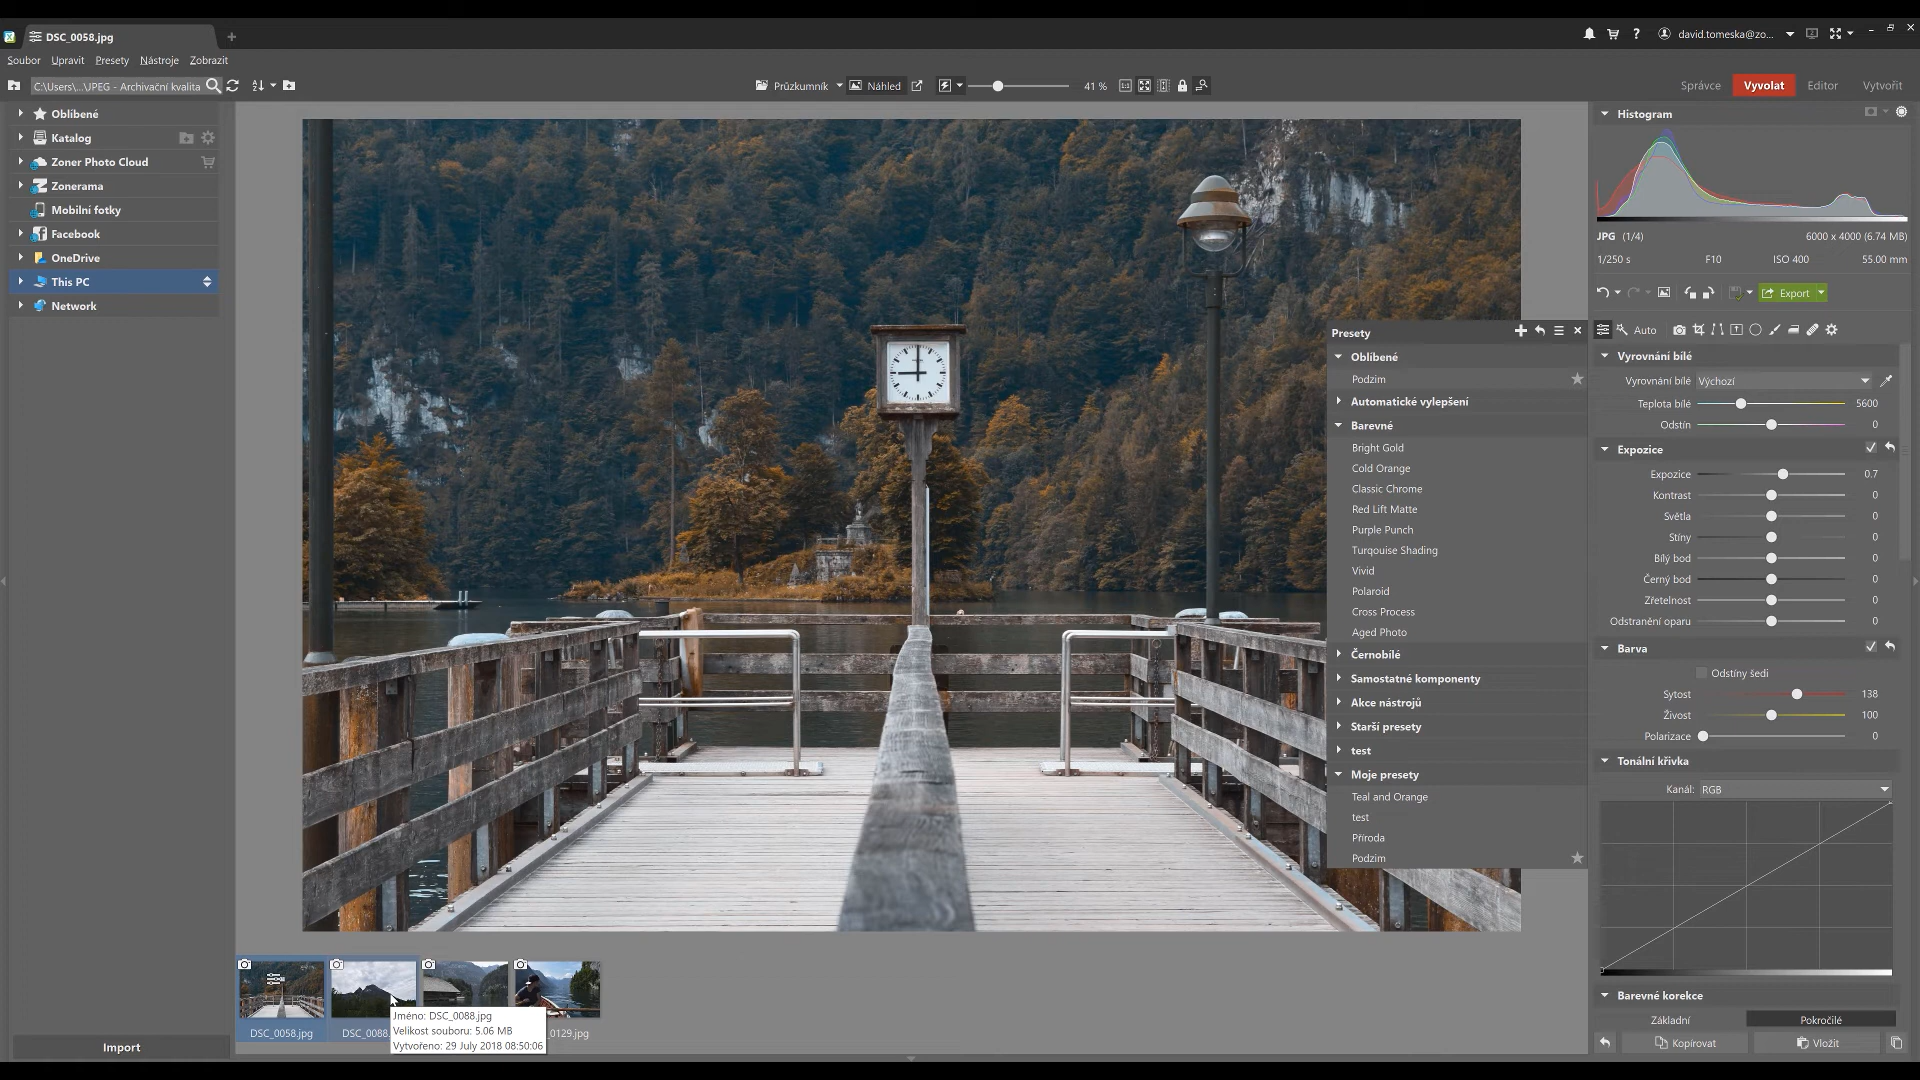 DSC_0058.jpg
david.tomeska@zo...
Soubor Upravit Presety Nástroje Zobrazit
C:\Users\...\JPEG - Archivační kvalita
Průzkumník Náhled 41 %
Správce Vyvolat Editor Vytvořit
Oblíbené
Katalog
Zoner Photo Cloud
Zonerama
Mobilní fotky
Facebook
OneDrive
This PC
Network
Import
Presety
Oblíbené
Podzim
Automatické vylepšení
Barevné
Bright Gold
Cold Orange
Classic Chrome
Red Lift Matte
Purple Punch
Turqouise Shading
Vivid
Polaroid
Cross Process
Aged Photo
Černobílé
Samostatné komponenty
Akce nástrojů
Starší presety
test
Moje presety
Teal and Orange
test
Příroda
Podzim
Histogram
JPG (1/4) 6000 x 4000 (6.74 MB)
1/250 s F10 ISO 400 55.00 mm
Export
Auto
Vyrovnání bílé
Vyrovnání bílé Výchozí
Teplota bílé 5600
Odstín 0
Expozice
Expozice 0.7
Kontrast 0
Světla 0
Stíny 0
Bílý bod 0
Černý bod 0
Zřetelnost 0
Odstranění oparu 0
Barva
Odstíny šedi
Sytost 138
Živost 100
Polarizace 0
Tonální křivka
Kanál: RGB
Barevné korekce
Základní Pokročilé
Kopírovat Vložit
DSC_0058.jpg DSC_0088 _0129.jpg
Jméno: DSC_0088.jpg
Velikost souboru: 5.06 MB
Vytvořeno: 29 July 2018 08:50:06